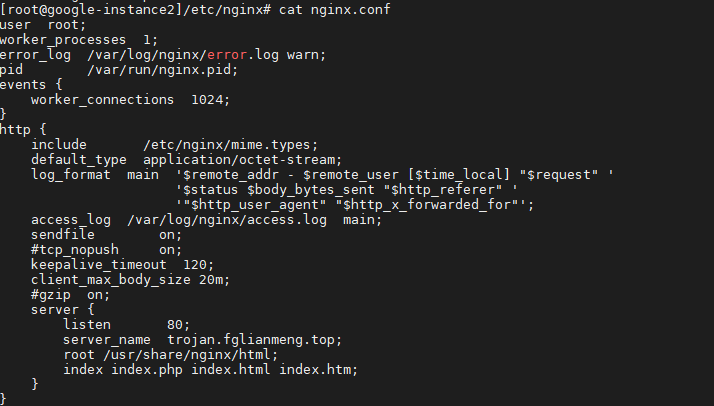 [root@google-instance2]/etc/nginx# cat nginx.conf
user  root;
worker_processes  1;
error_log  /var/log/nginx/error.log warn;
pid        /var/run/nginx.pid;
events {
    worker_connections  1024;
}
http {
    include       /etc/nginx/mime.types;
    default_type  application/octet-stream;
    log_format  main  '$remote_addr - $remote_user [$time_local] "$request" '
                      '$status $body_bytes_sent "$http_referer" '
                      '"$http_user_agent" "$http_x_forwarded_for"';
    access_log  /var/log/nginx/access.log  main;
    sendfile        on;
    #tcp_nopush     on;
    keepalive_timeout  120;
    client_max_body_size 20m;
    #gzip  on;
    server {
        listen       80;
        server_name  trojan.fglianmeng.top;
        root /usr/share/nginx/html;
        index index.php index.html index.htm;
    }
}